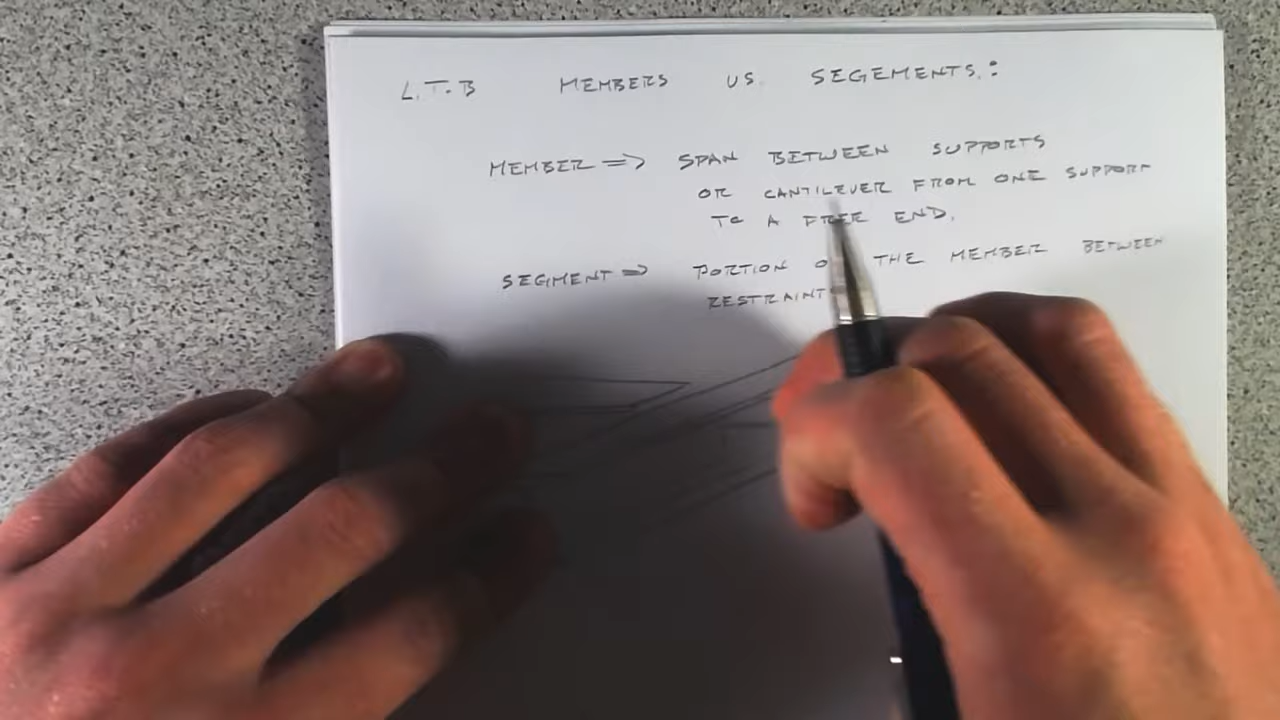 L.T.B MEMBERS VS. SEGEMENTS.:
MEMBER => SPAN BETWEEN SUPPORTS
OR CANTILEVER FROM ONE SUPPORT
TO A FREE END.
SEGMENT => PORTION THE MEMBER BETWEEN